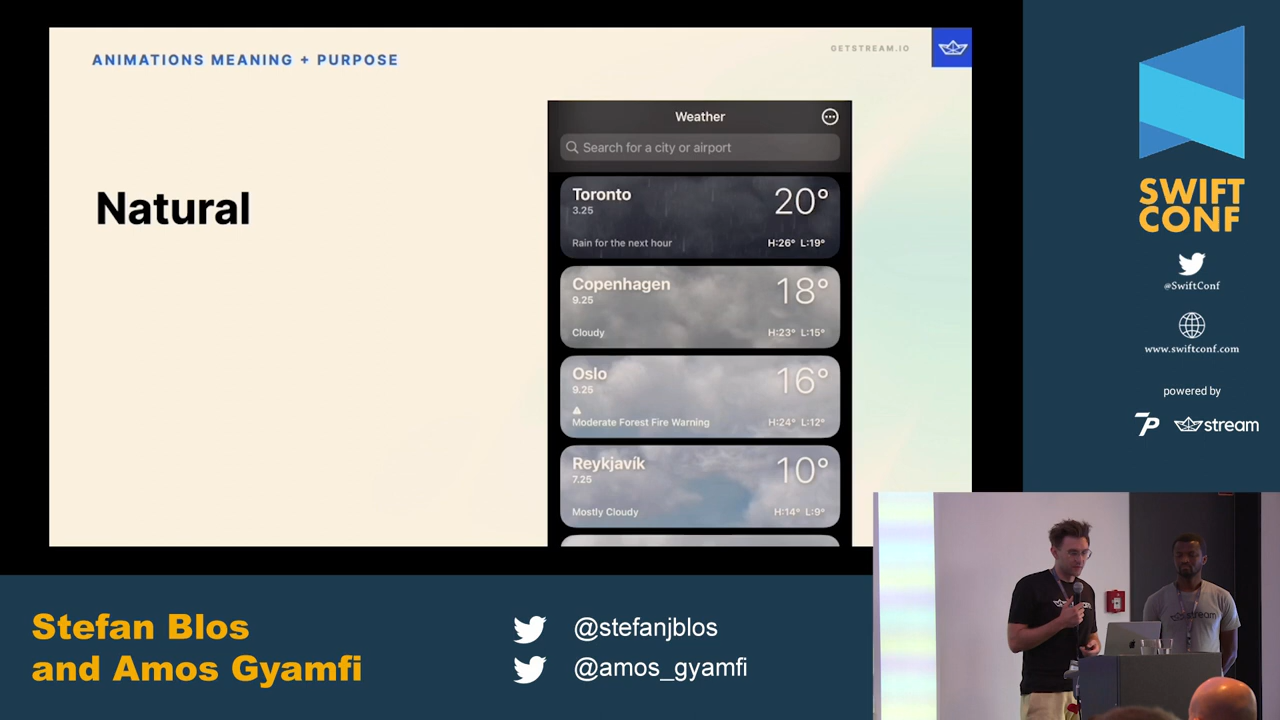 ANIMATIONS MEANING + PURPOSE
GETSTREAM.IO
Natural
Weather
Search for a city or airport
Toronto
3.25
20°
Rain for the next hour
H:26° L:19°
Copenhagen
9.25
18°
Cloudy
H:23° L:15°
Oslo
9.25
16°
Moderate Forest Fire Warning
H:24° L:12°
Reykjavík
7.25
10°
Mostly Cloudy
H:14° L:9°
SWIFT
CONF
@SwiftConf
www.swiftconf.com
powered by
7P
stream
Stefan Blos
and Amos Gyamfi
@stefanjblos
@amos_gyamfi
stream